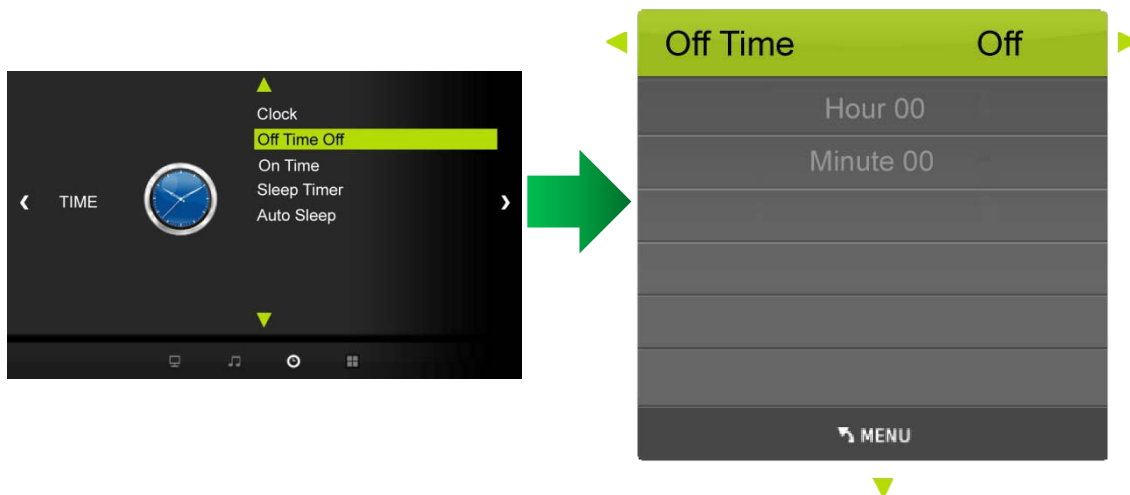 TIME
Clock
Off Time Off
On Time
Sleep Timer
Auto Sleep
Off Time Off
Hour 00
Minute 00
MENU